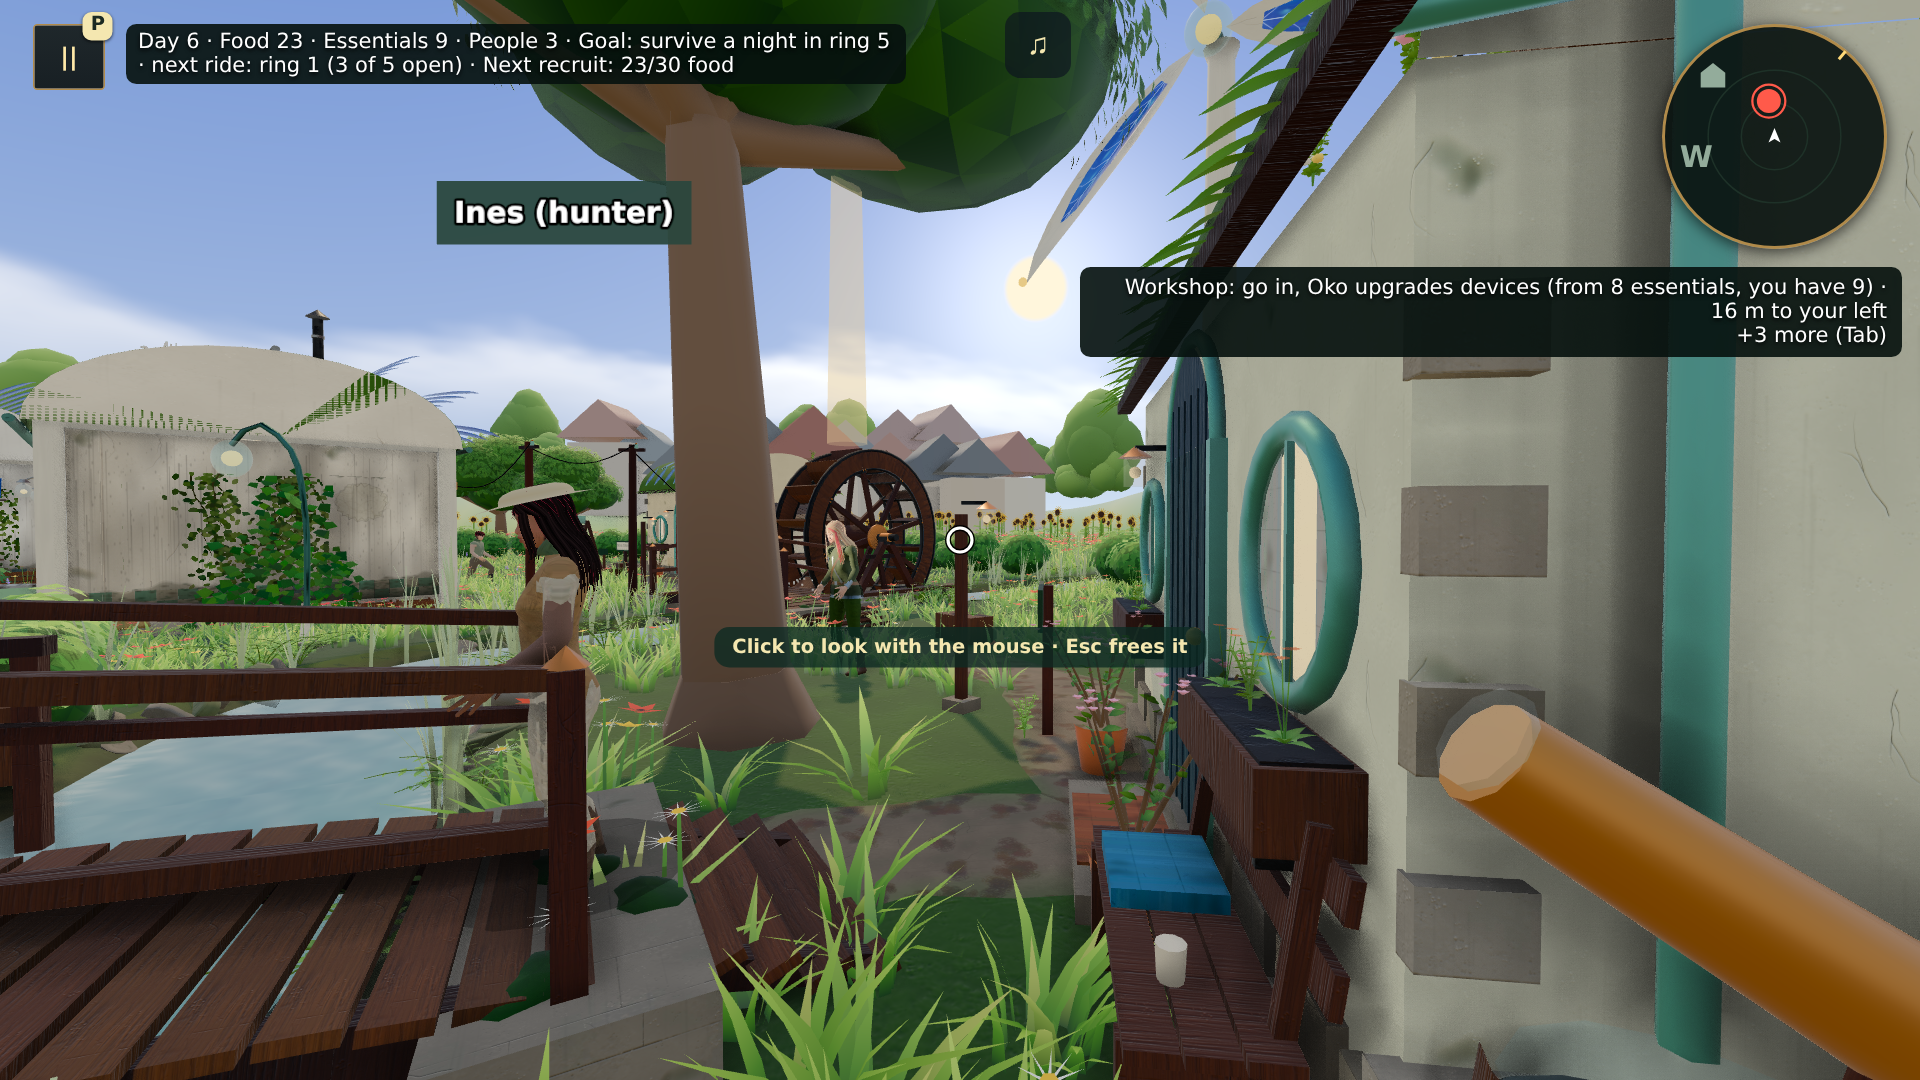 P
Day 6 · Food 23 · Essentials 9 · People 3 · Goal: survive a night in ring 5
· next ride: ring 1 (3 of 5 open) · Next recruit: 23/30 food
Ines (hunter)
W
Workshop: go in, Oko upgrades devices (from 8 essentials, you have 9) ·
16 m to your left
+3 more (Tab)
Click to look with the mouse · Esc frees it